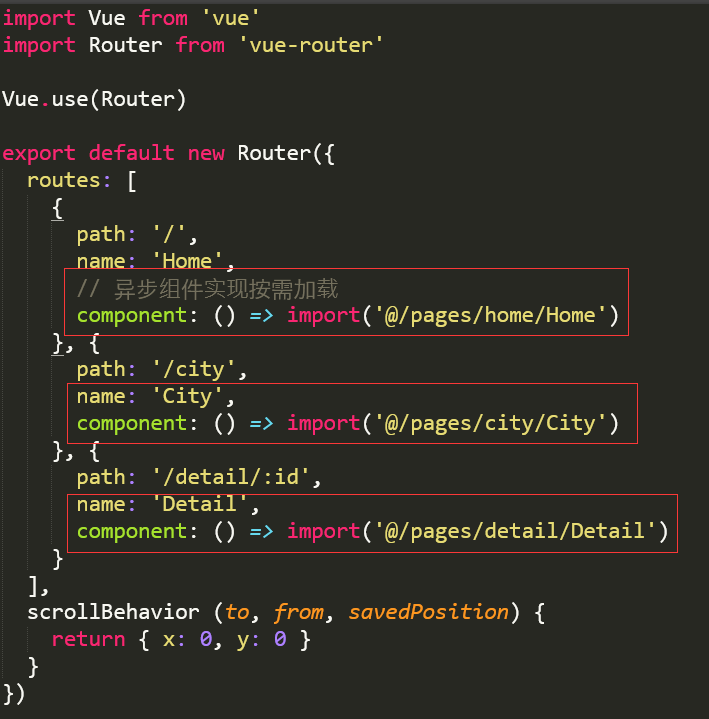 import Vue from 'vue'
import Router from 'vue-router'
Vue.use(Router)
export default new Router({
routes: [
{
path: '/',
name: 'Home',
// 异步组件实现按需加载
component: () => import('@/pages/home/Home')
}, {
path: '/city',
name: 'City',
component: () => import('@/pages/city/City')
}, {
path: '/detail/:id',
name: 'Detail',
component: () => import('@/pages/detail/Detail')
}
],
scrollBehavior (to, from, savedPosition) {
return { x: 0, y: 0 }
}
})